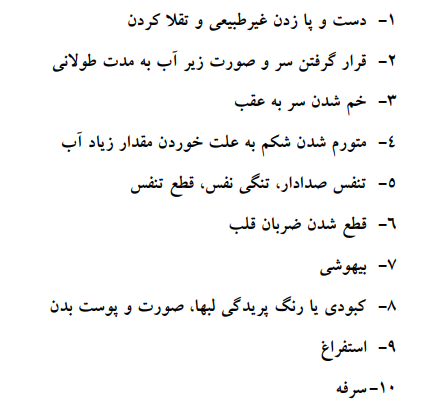 ۱- دست و پا زدن غیرطبیعی و تقلا کردن
۲- قرار گرفتن سر و صورت زیر آب به مدت طولانی
۳- خم شدن سر به عقب
۴- متورم شدن شکم به علت خوردن مقدار زیاد آب
۵- تنفس صدادار، تنگی نفس، قطع تنفس
۶- قطع شدن ضربان قلب
۷- بیهوشی
۸- کبودی یا رنگ پریدگی لبها، صورت و پوست بدن
۹- استفراغ
۱۰-سرفه